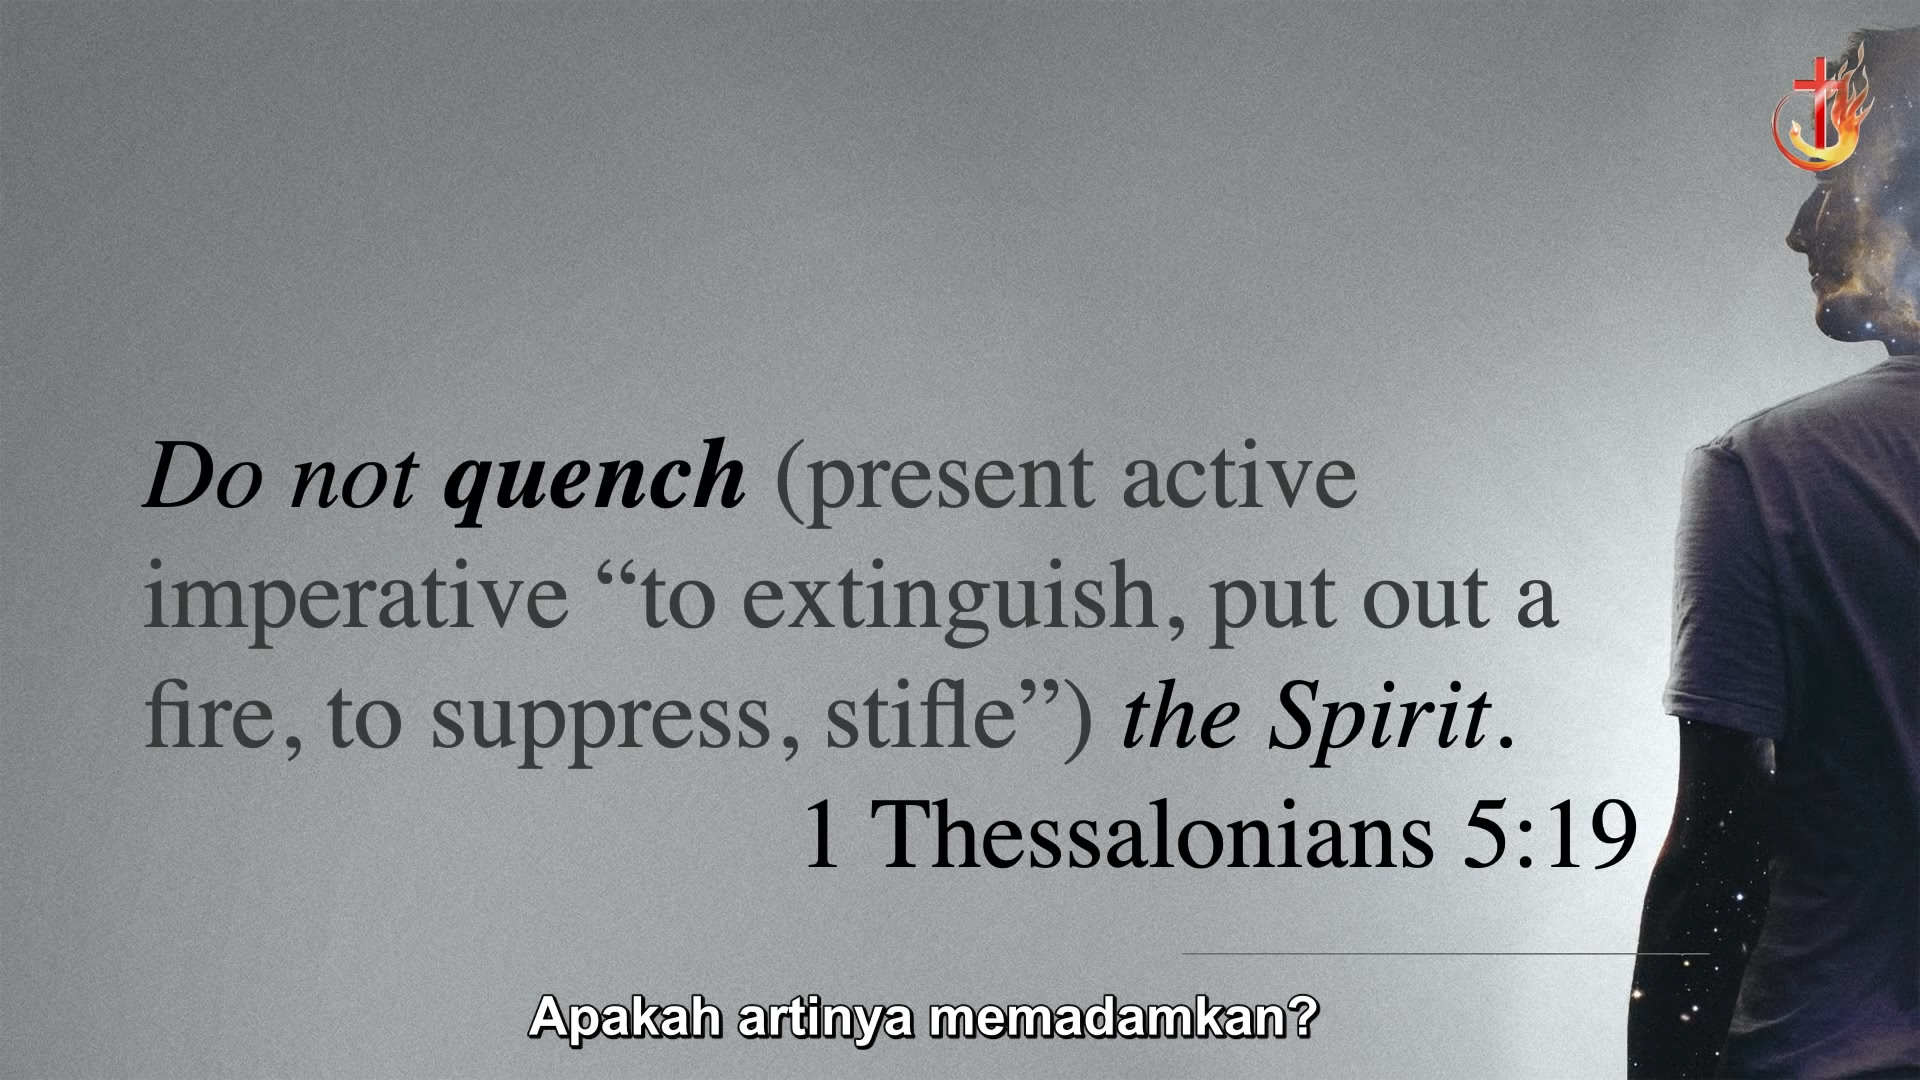 Do not quench (present active
imperative “to extinguish, put out a
fire, to suppress, stifle”) the Spirit.
1 Thessalonians 5:19
Apakah artinya memadamkan?